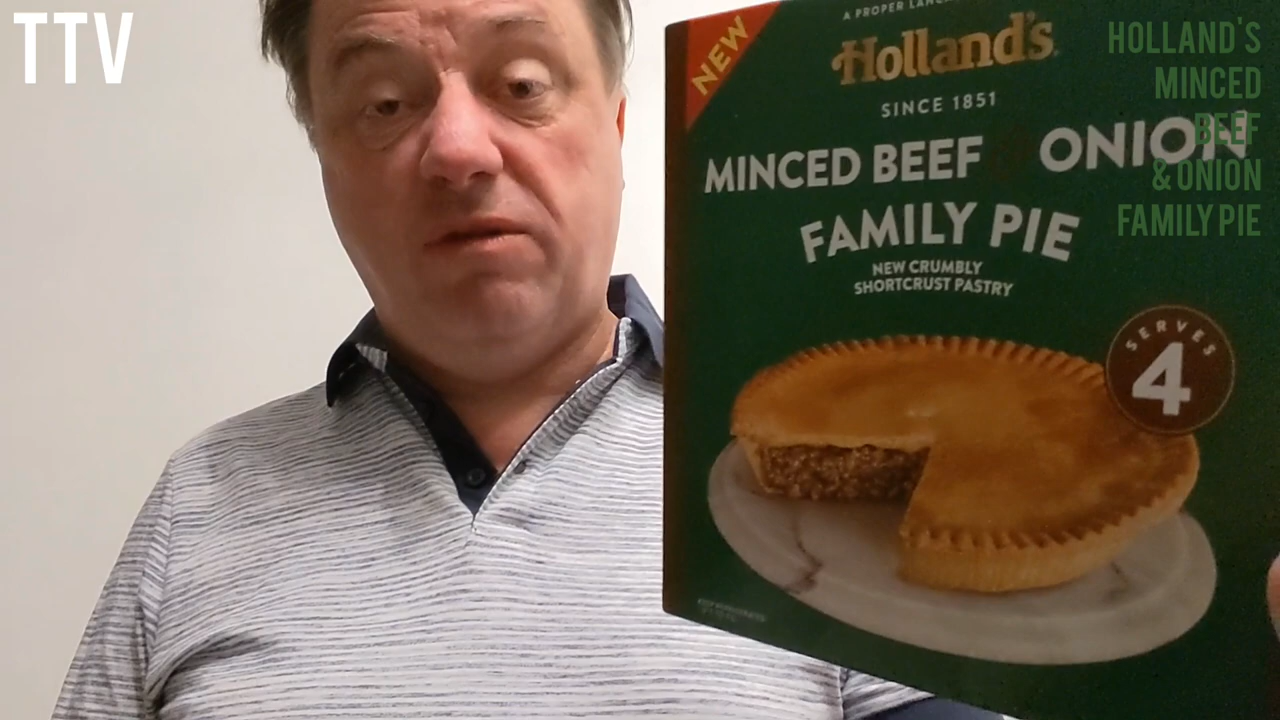 TTV
NEW
A PROPER
Holland's
SINCE 1851
MINCED BEEF ONION
FAMILY PIE
NEW CRUMBLY
SHORTCRUST PASTRY
SERVES
4
HOLLAND'S
MINCED
BEEF
& ONION
FAMILY PIE